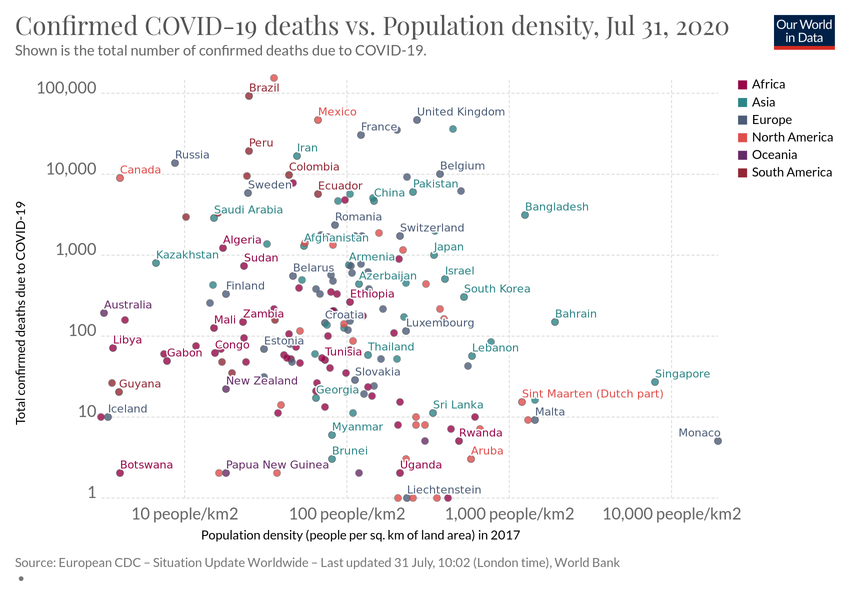 Confirmed COVID-19 deaths vs. Population density, Jul 31, 2020
Shown is the total number of confirmed deaths due to COVID-19.
Our World
in Data
Africa
Asia
Europe
North America
Oceania
South America
Total confirmed deaths due to COVID-19
100,000
10,000
1,000
100
10
1
Brazil
Mexico
United Kingdom
France
Peru
Iran
Russia
Colombia
Belgium
Canada
Sweden
Ecuador
China
Pakistan
Saudi Arabia
Romania
Bangladesh
Switzerland
Algeria
Afghanistan
Japan
Kazakhstan
Sudan
Armenia
Belarus
Azerbaijan
Israel
Finland
Ethiopia
South Korea
Australia
Mali
Zambia
Croatia
Luxembourg
Bahrain
Libya
Gabon
Congo
Estonia
Tunisia
Thailand
Lebanon
Slovakia
Singapore
Guyana
New Zealand
Georgia
Sint Maarten (Dutch part)
Iceland
Sri Lanka
Malta
Myanmar
Rwanda
Monaco
Brunei
Aruba
Botswana
Papua New Guinea
Uganda
Liechtenstein
10 people/km2
100 people/km2
1,000 people/km2
10,000 people/km2
Population density (people per sq. km of land area) in 2017
Source: European CDC – Situation Update Worldwide – Last updated 31 July, 10:02 (London time), World Bank
•